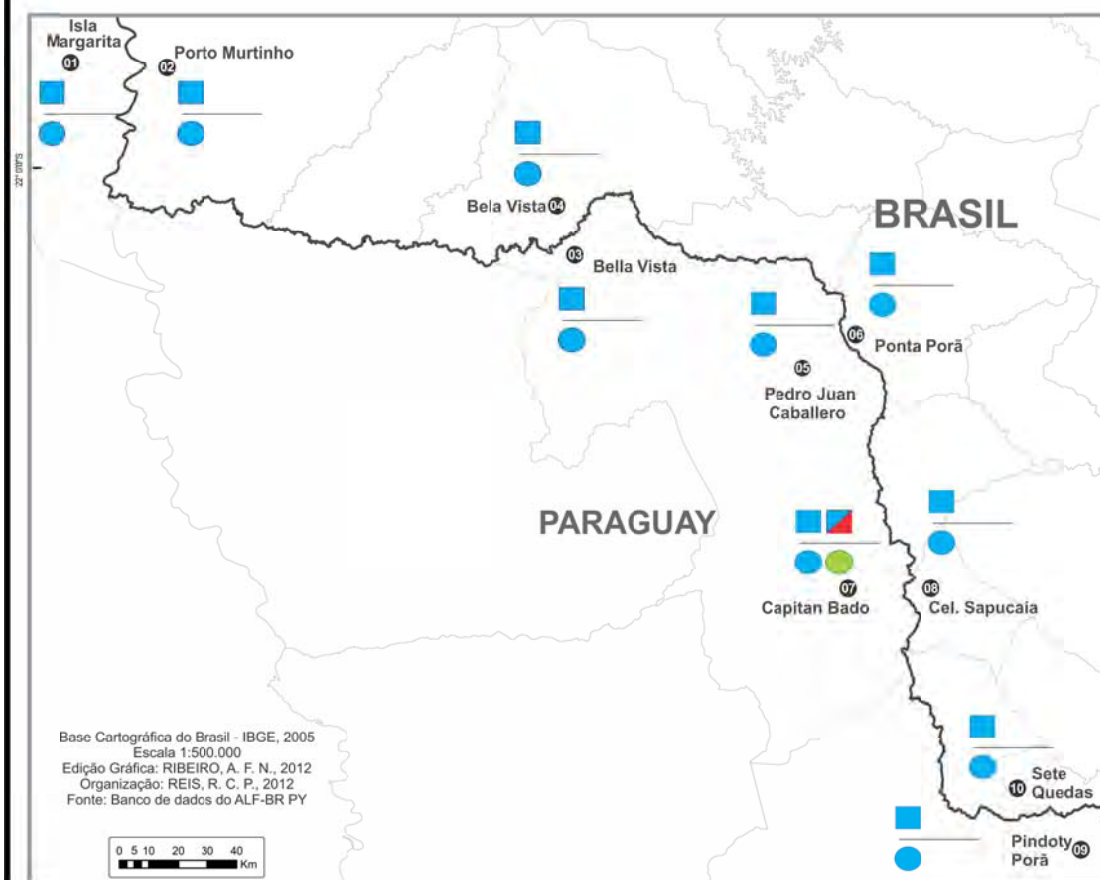 Isla
Margarita
01
02
Porto Murtinho
Bela Vista 04
03
Bella Vista
BRASIL
06
Ponta Porã
05
Pedro Juan
Caballero
PARAGUAY
07
Capitan Bado
08
Cel. Sapucaia
Base Cartográfica do Brasil - IBGE, 2005
Escala 1:500.000
Edição Gráfica: RIBEIRO, A. F. N., 2012
Organização: REIS, R. C. P., 2012
Fonte: Banco de dados do ALF-BR PY
0 5 10 20 30 40
Km
10
Sete
Quedas
Pindoty
Porã
09